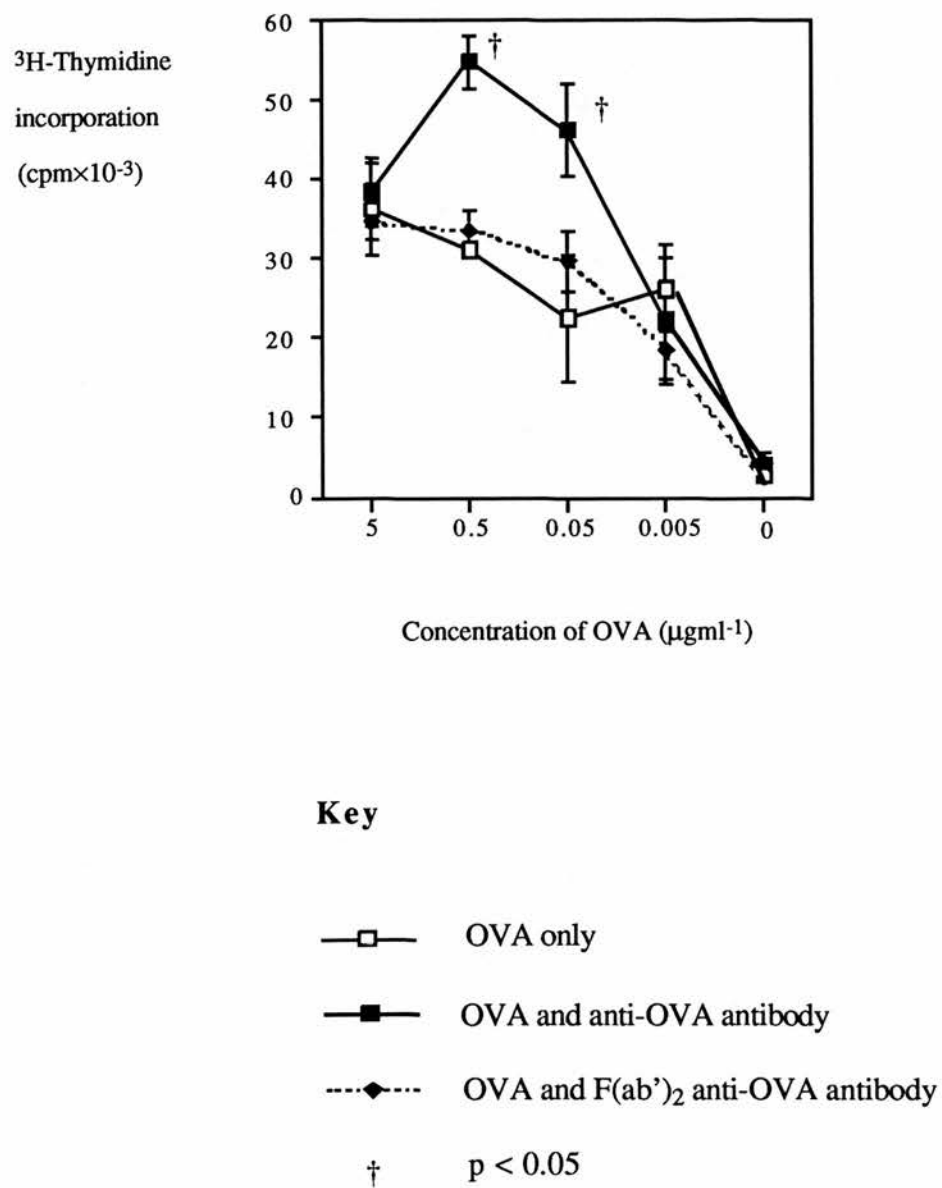 ³H-Thymidine
incorporation
(cpm×10⁻³)
60
50
40
30
20
10
0
†
†
5 0.5 0.05 0.005 0
Concentration of OVA (µgml⁻¹)
Key
OVA only
OVA and anti-OVA antibody
OVA and F(ab')₂ anti-OVA antibody
† p < 0.05